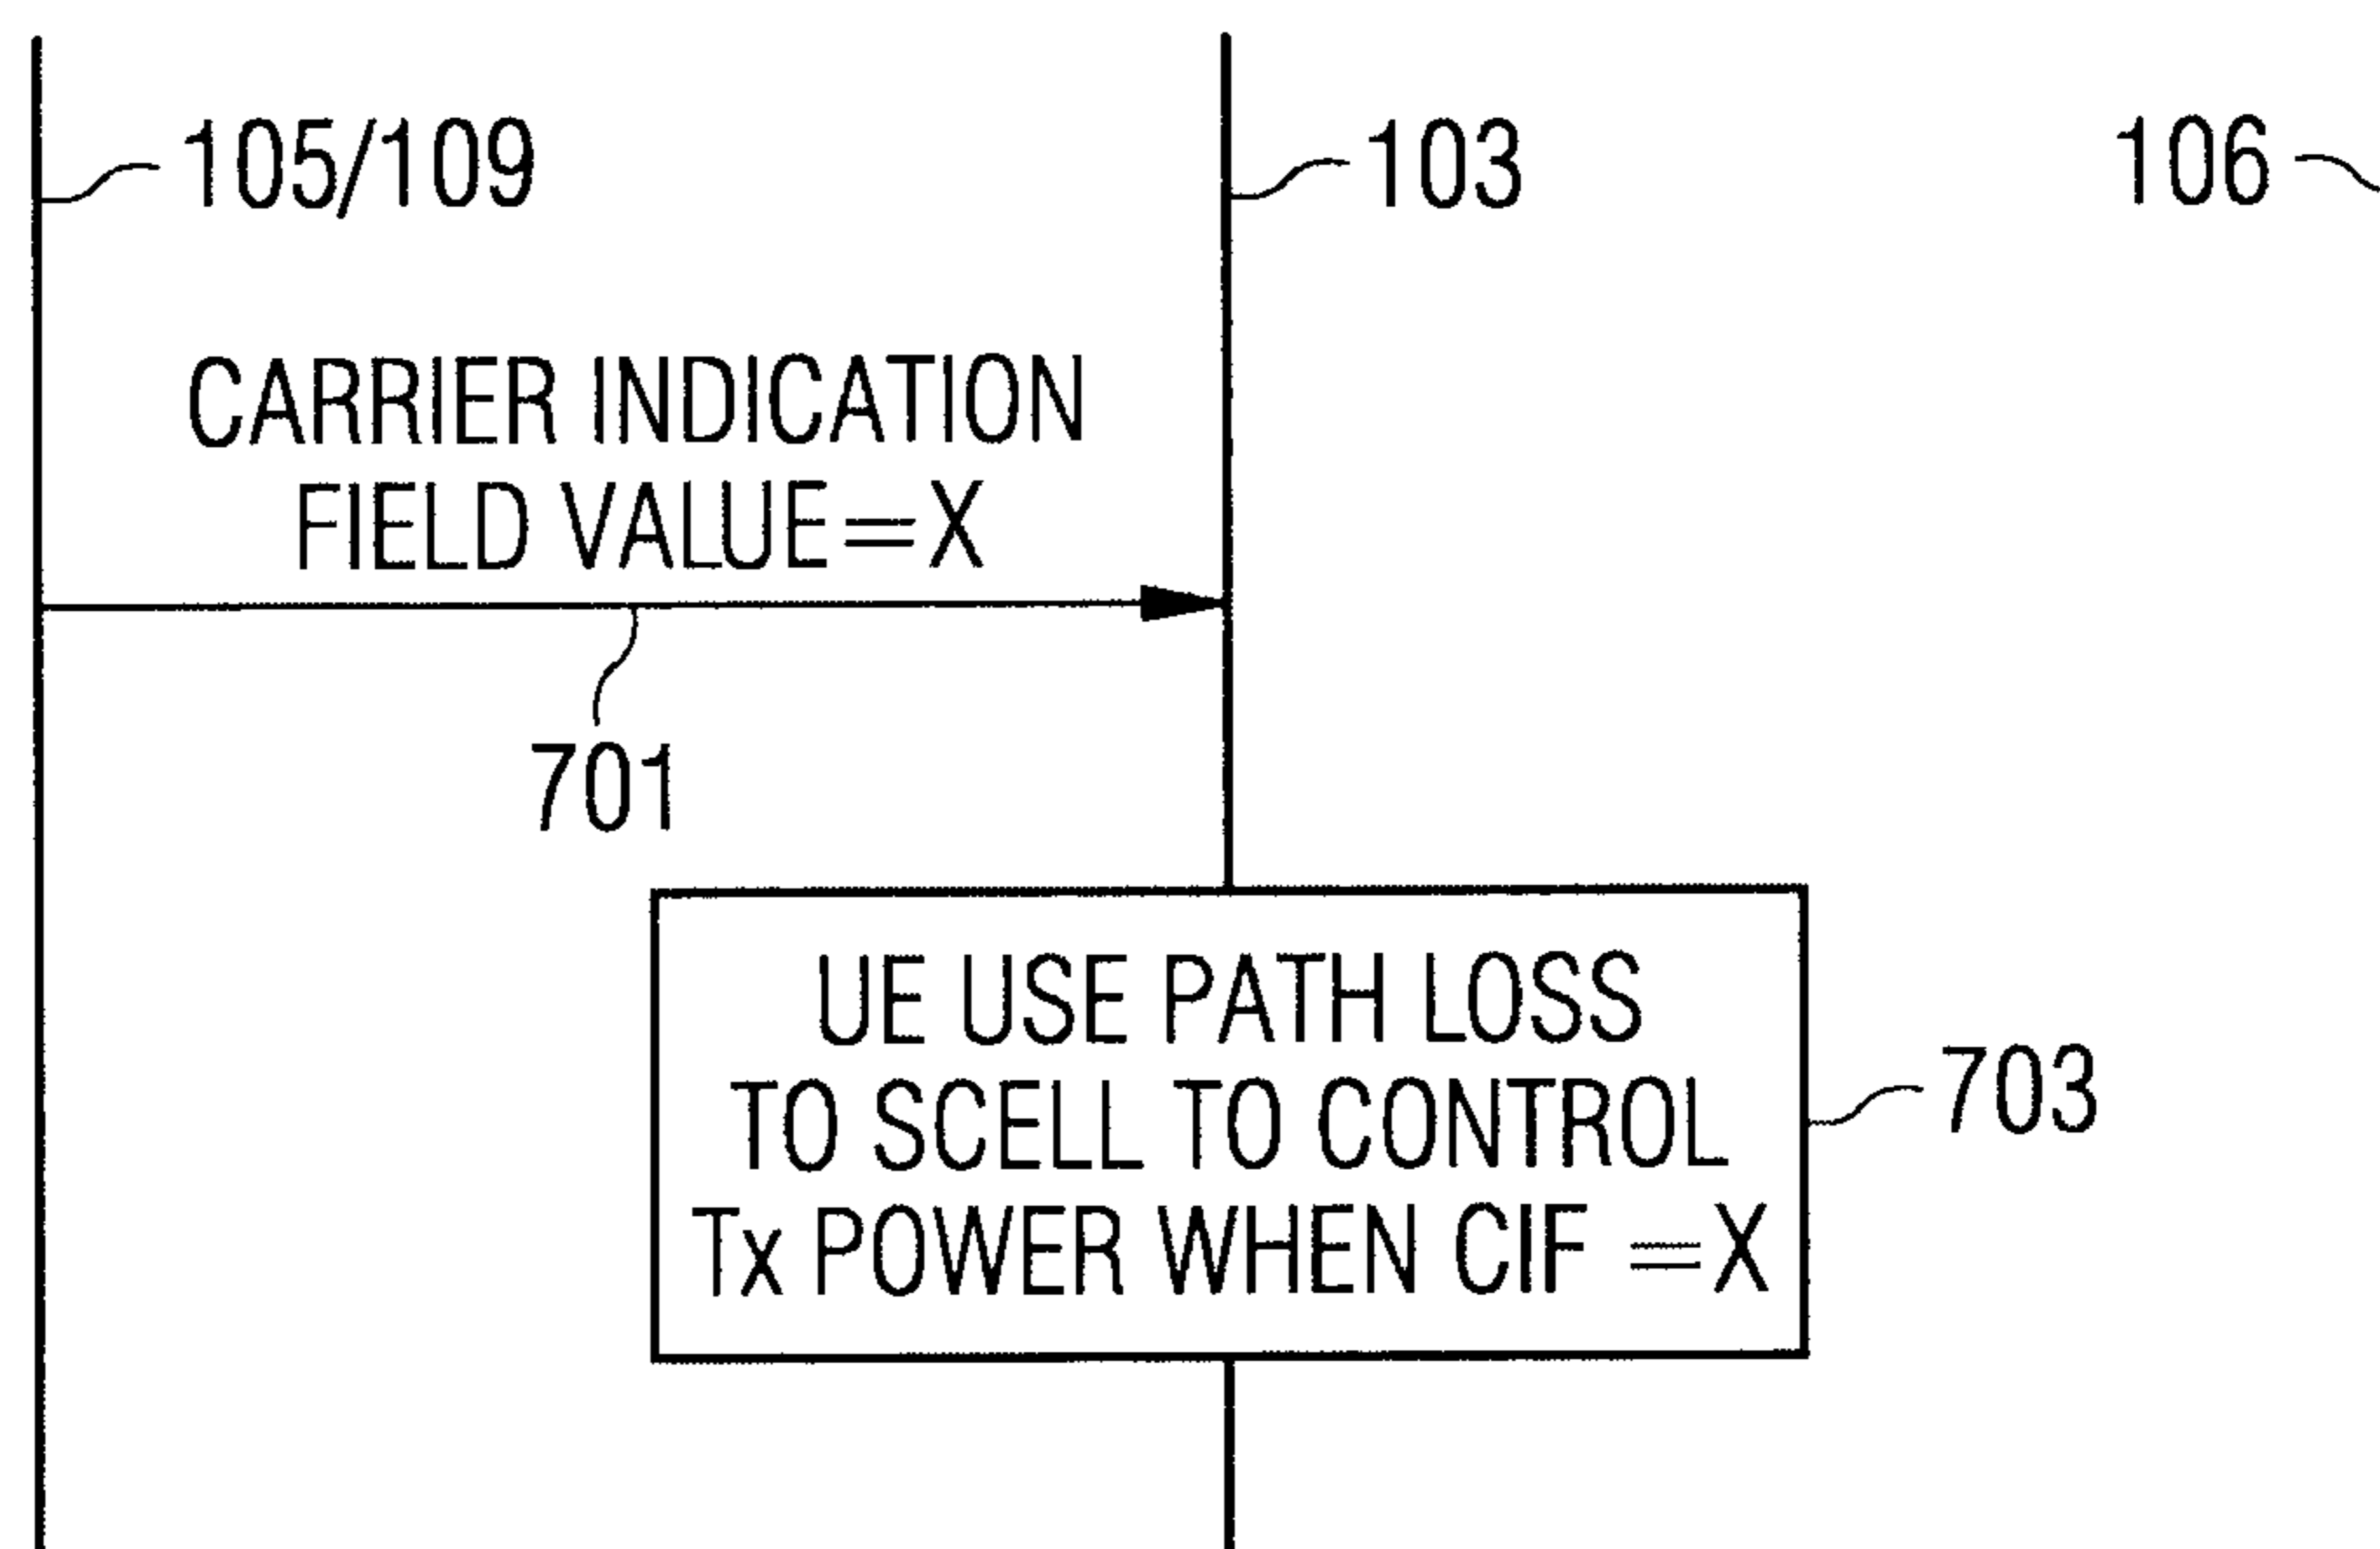 105/109
103
106
CARRIER INDICATION
FIELD VALUE=X
701
UE USE PATH LOSS
TO SCELL TO CONTROL
Tx POWER WHEN CIF =X
703